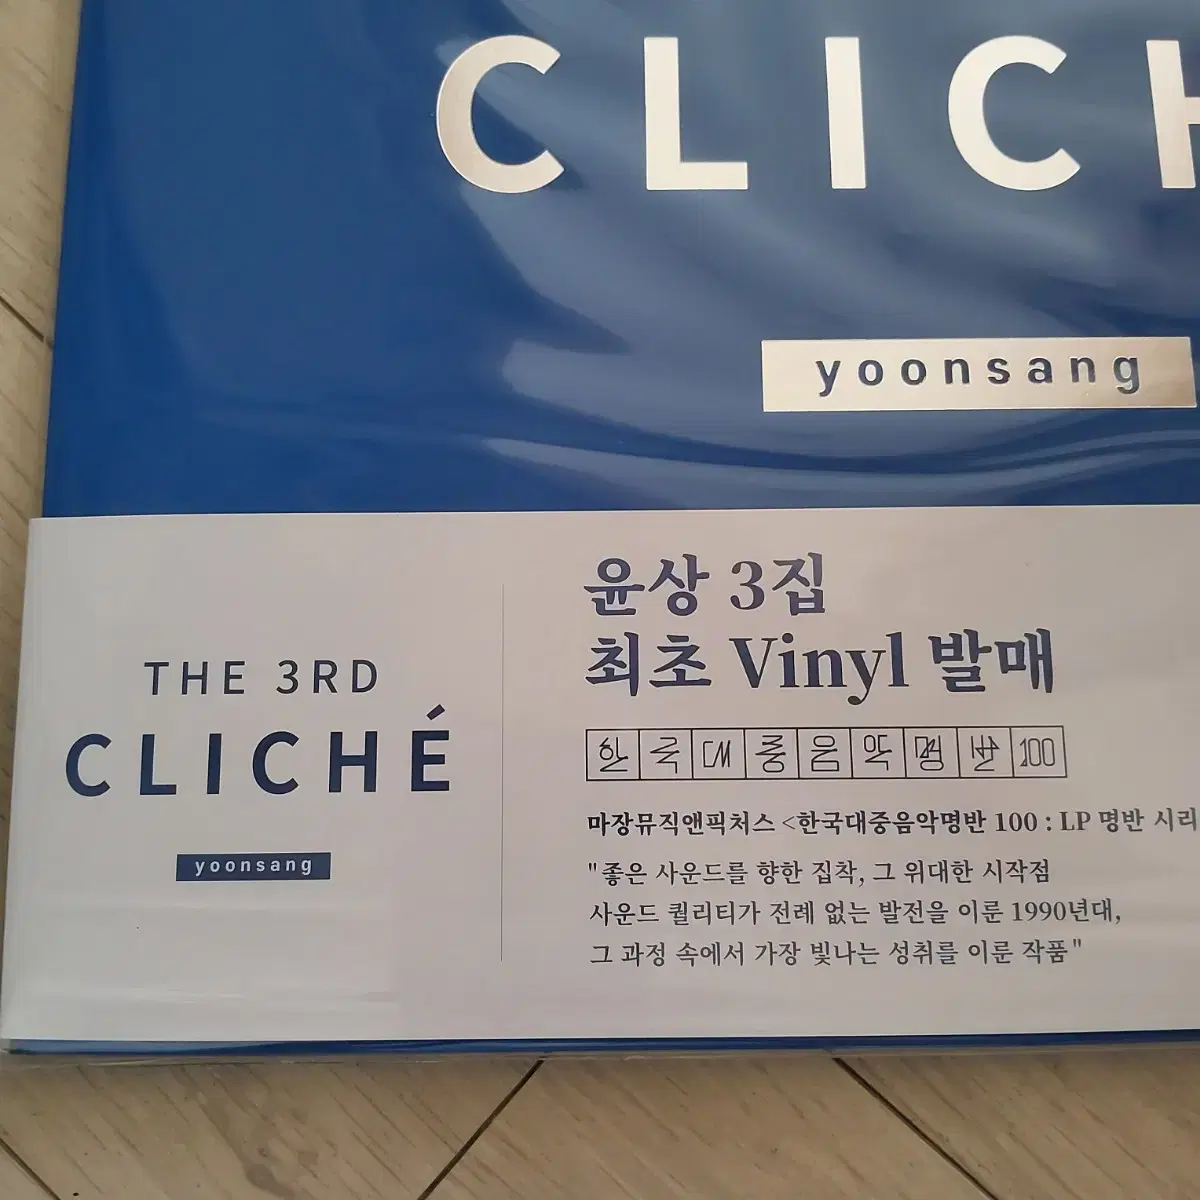 CLICH
yoonsang
THE 3RD
CLICHÉ
yoonsang
윤상 3집
최초 Vinyl 발매
한국대중음악명반100
마장뮤직앤픽처스 <한국대중음악명반 100 : LP 명반 시리
"좋은 사운드를 향한 집착, 그 위대한 시작점
사운드 퀄리티가 전례 없는 발전을 이룬 1990년대,
그 과정 속에서 가장 빛나는 성취를 이룬 작품"